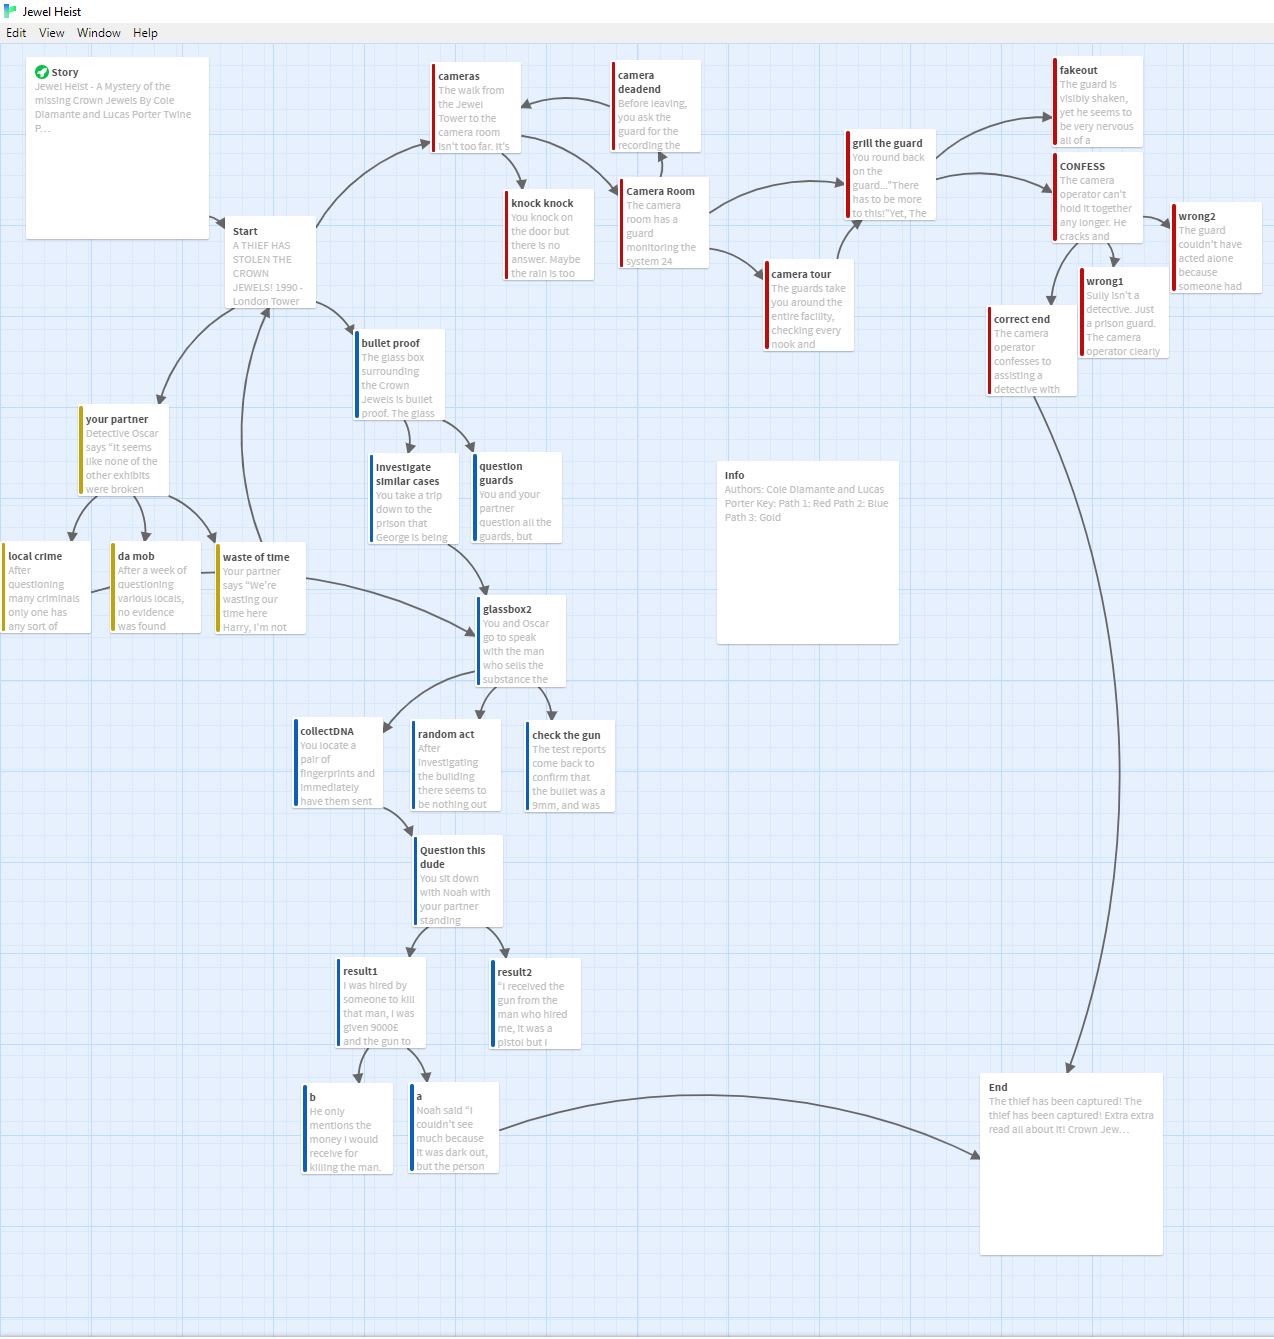 Jewel Heist
Edit View Window Help
Story
Jewel Heist - A Mystery of the
missing Crown Jewels By Cole
Diamante and Lucas Porter Twine
P...
cameras
The walk from
the Jewel
Tower to the
camera room
isn't too far. It's
camera
deadend
Before leaving,
you ask the
guard for the
recording the
fakeout
The guard is
visibly shaken,
yet he seems to
be very nervous
all of a
grill the guard
You round back
on the
guard..."There
has to be more
to this!"Yet, The
CONFESS
The camera
operator can't
hold it together
any longer. He
cracks and
knock knock
You knock on
the door but
there is no
answer. Maybe
the rain is too
Camera Room
The camera
room has a
guard
monitoring the
system 24
wrong2
The guard
couldn't have
acted alone
because
someone had
Start
A THIEF HAS
STOLEN THE
CROWN
JEWELS! 1990 -
London Tower
camera tour
The guards take
you around the
entire facility,
checking every
nook and
wrong1
Sully isn't a
detective. Just
a prison guard.
The camera
operator clearly
correct end
The camera
operator
confesses to
assisting a
detective with
bullet proof
The glass box
surrounding
the Crown
Jewels is bullet
proof. The glass
your partner
Detective Oscar
says "it seems
like none of the
other exhibits
were broken
Investigate
similar cases
You take a trip
down to the
prison that
George is being
question
guards
You and your
partner
question all the
guards, but
Info
Authors: Cole Diamante and Lucas
Porter Key: Path 1: Red Path 2: Blue
Path 3: Gold
local crime
After
questioning
many criminals
only one has
any sort of
da mob
After a week of
questioning
various locals,
no evidence
was found
waste of time
Your partner
says "We're
wasting our
time here
Harry, I'm not
glassbox2
You and Oscar
go to speak
with the man
who sells the
substance the
collectDNA
You locate a
pair of
fingerprints and
immediately
have them sent
random act
After
investigating
the building
there seems to
be nothing out
check the gun
The test reports
come back to
confirm that
the bullet was a
9mm, and was
Question this
dude
You sit down
with Noah with
your partner
standing
result1
I was hired by
someone to kill
that man, I was
given 9000£
and the gun to
result2
"I received the
gun from the
man who hired
me, it was a
pistol but I
b
He only
mentions the
money I would
receive for
killing the man.
a
Noah said "I
couldn't see
much because
it was dark out,
but the person
End
The thief has been captured! The
thief has been captured! Extra extra
read all about it! Crown Jew...